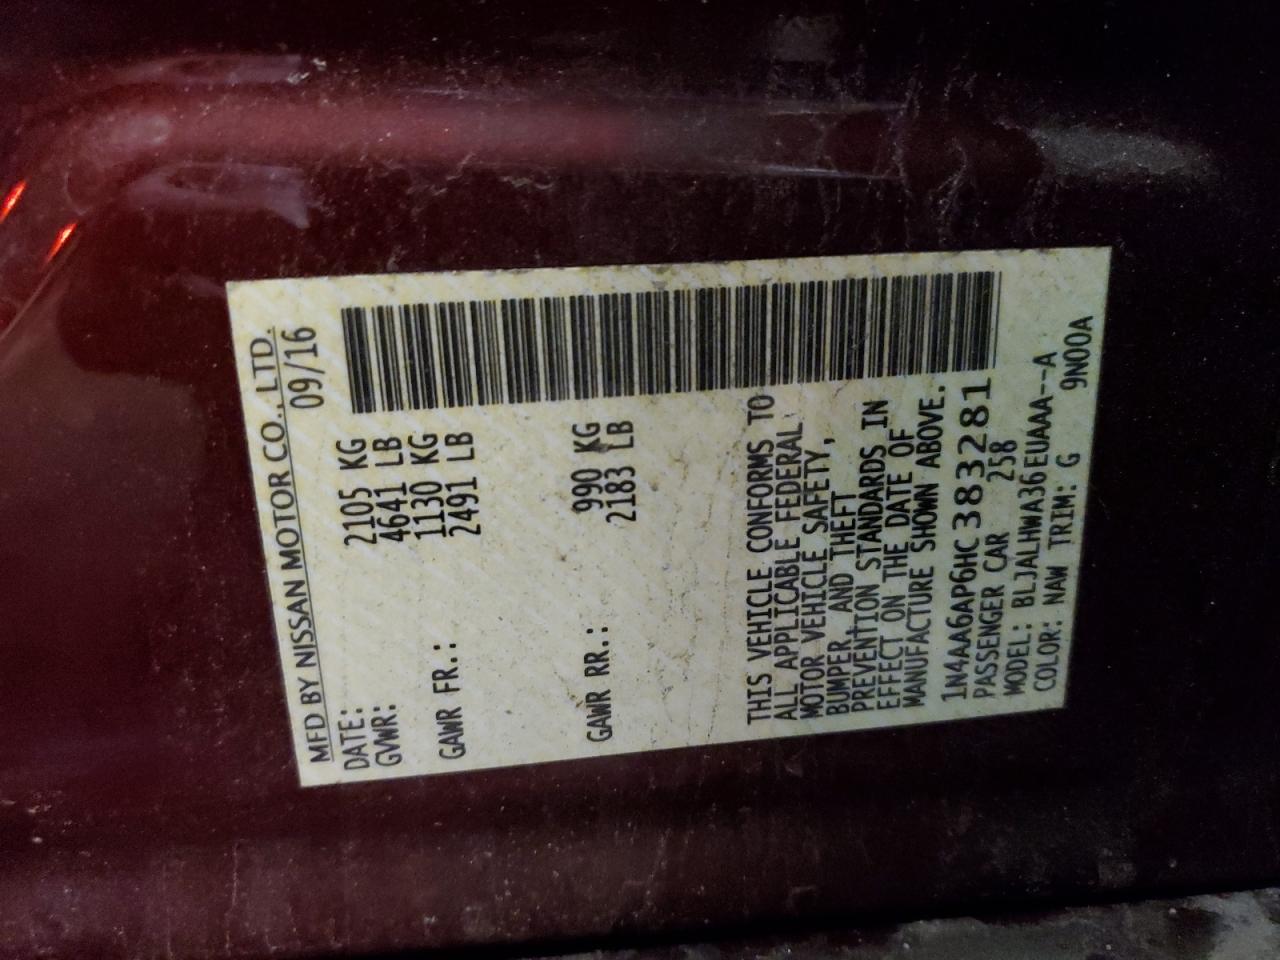 MFD BY NISSAN MOTOR CO., LTD.
DATE: 09/16
GVWR: 2105 KG
4641 LB
GAWR FR.: 1130 KG
2491 LB
GAWR RR.: 990 KG
2183 LB
THIS VEHICLE CONFORMS TO
ALL APPLICABLE FEDERAL
MOTOR VEHICLE SAFETY,
BUMPER, AND THEFT
PREVENTION STANDARDS IN
EFFECT ON THE DATE OF
MANUFACTURE SHOWN ABOVE.
1N4AA6AP6HC383281
PASSENGER CAR 258
MODEL: BLJALHWA36EUAAA--A
COLOR: NAW TRIM: G 9N00A